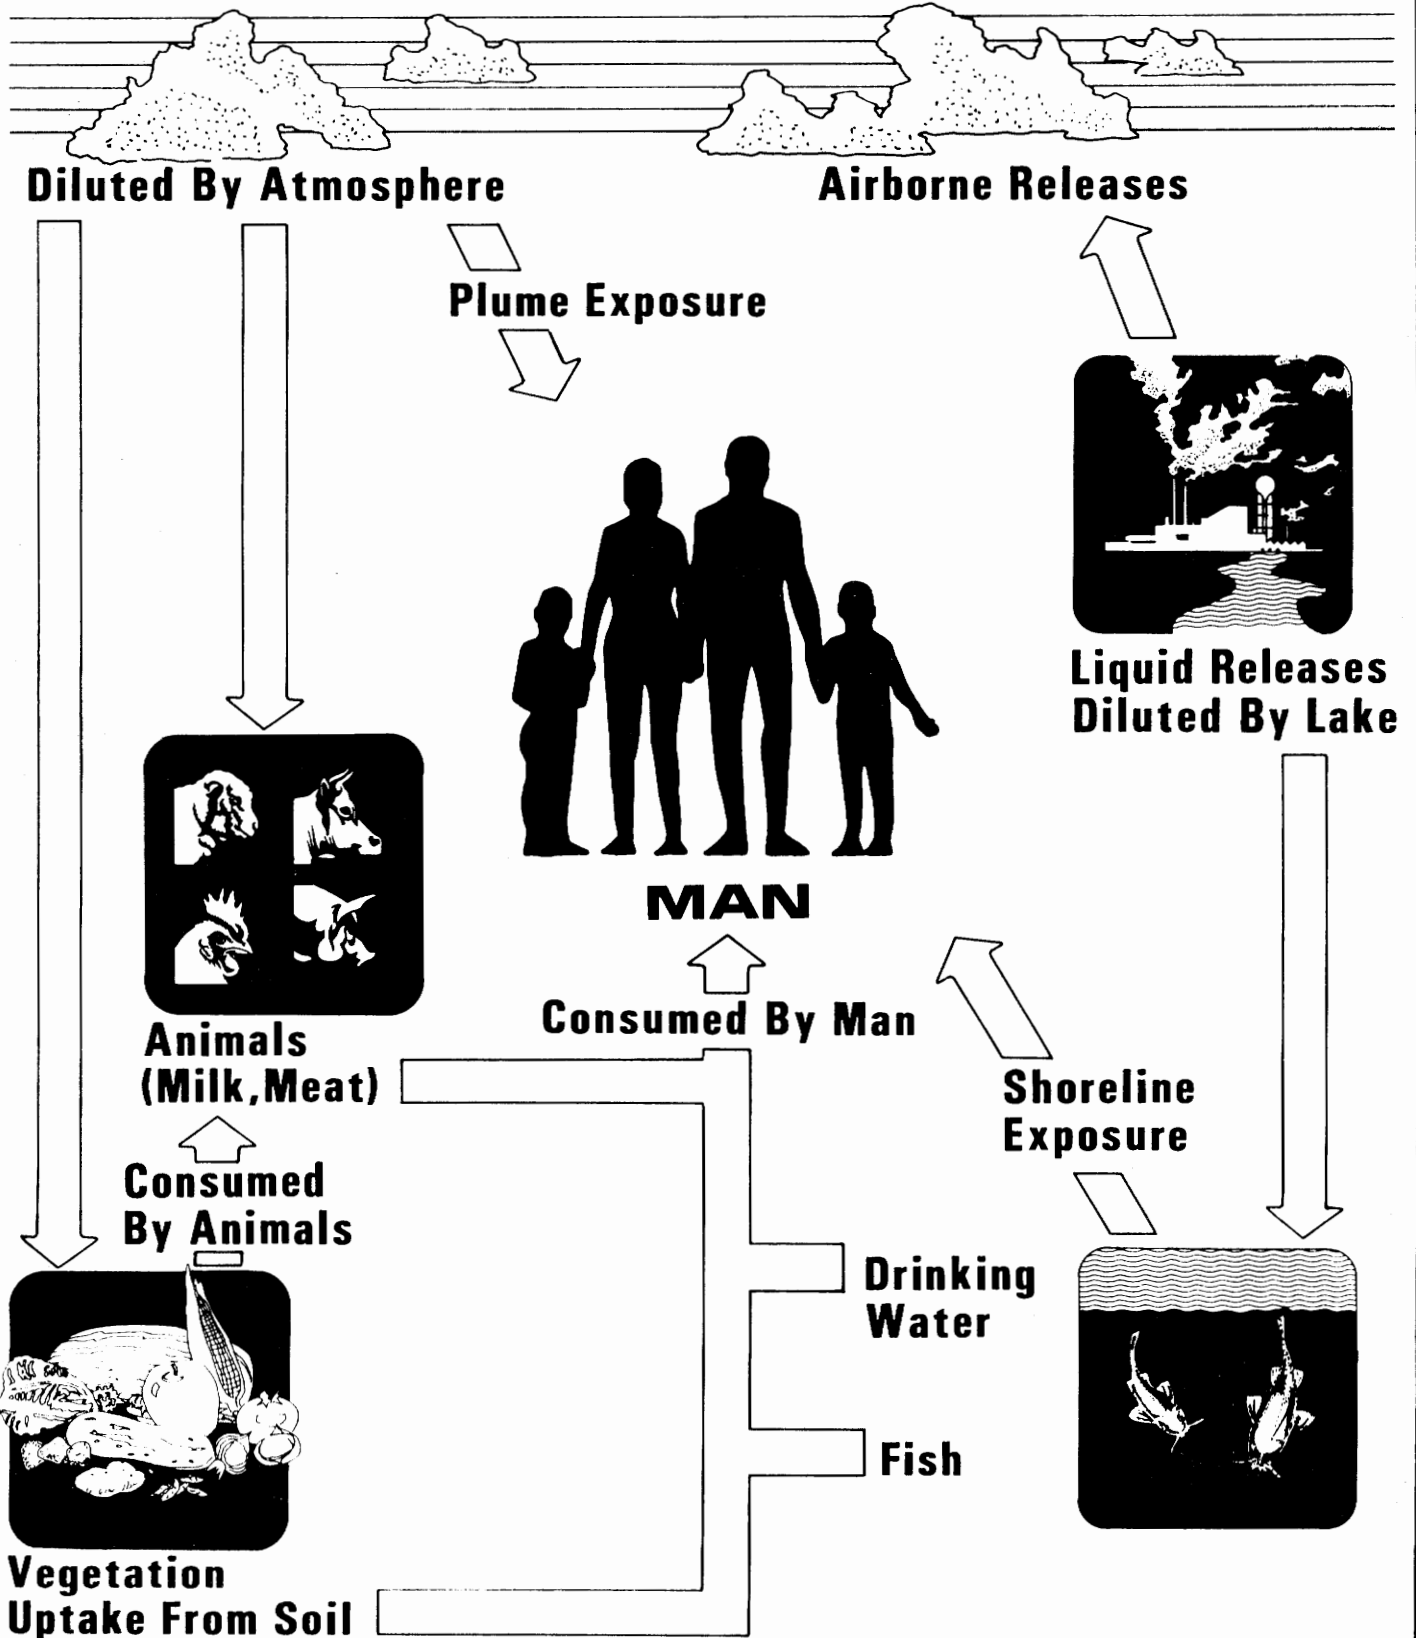 Diluted By Atmosphere
Airborne Releases
Plume Exposure
Liquid Releases
Diluted By Lake
MAN
Consumed By Man
Animals
(Milk,Meat)
Shoreline
Exposure
Consumed
By Animals
Drinking
Water
Fish
Vegetation
Uptake From Soil